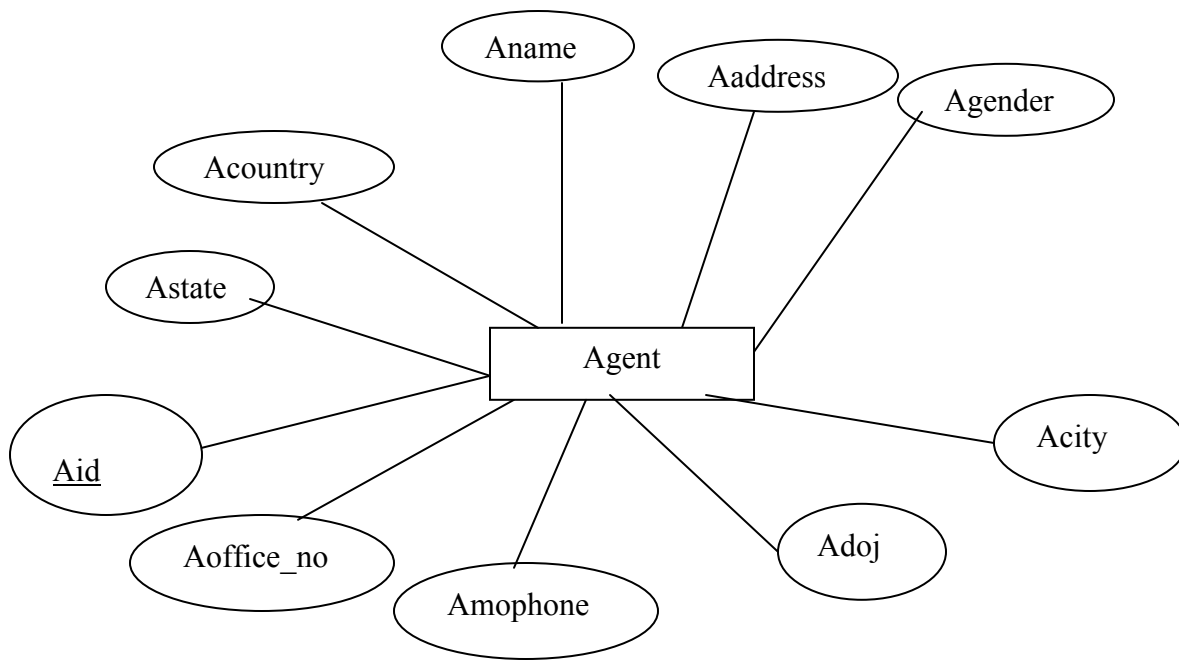 Aname
Aaddress
Agender
Acountry
Astate
Agent
Acity
Aid
Adoj
Aoffice_no
Amophone